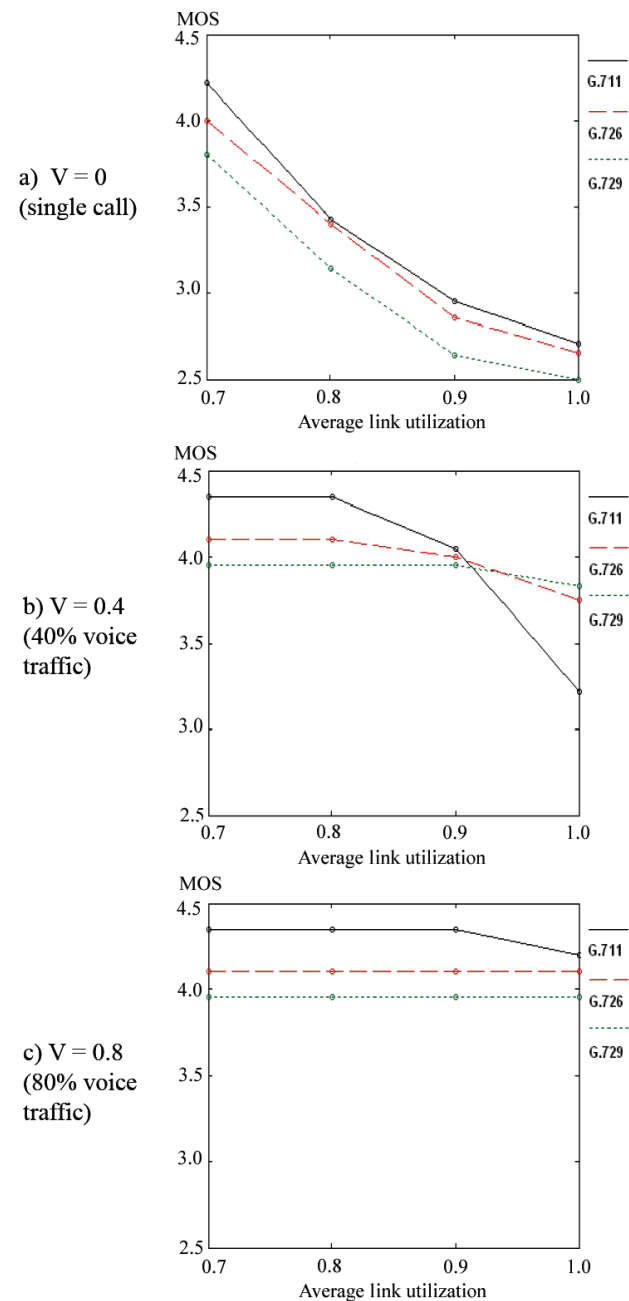 MOS
4.5
4.0
3.5
3.0
2.5
0.7
0.8
0.9
1.0
Average link utilization
G.711
G.726
G.729
a) V = 0
(single call)
MOS
4.5
4.0
4.5
3.0
2.5
0.7
0.8
0.9
1.0
Average link utilization
G.711
G.726
G.729
b) V = 0.4
(40% voice
traffic)
MOS
4.5
4.0
4.5
3.0
2.5
0.7
0.8
0.9
1.0
Average link utilization
G.711
G.726
G.729
c) V = 0.8
(80% voice
traffic)